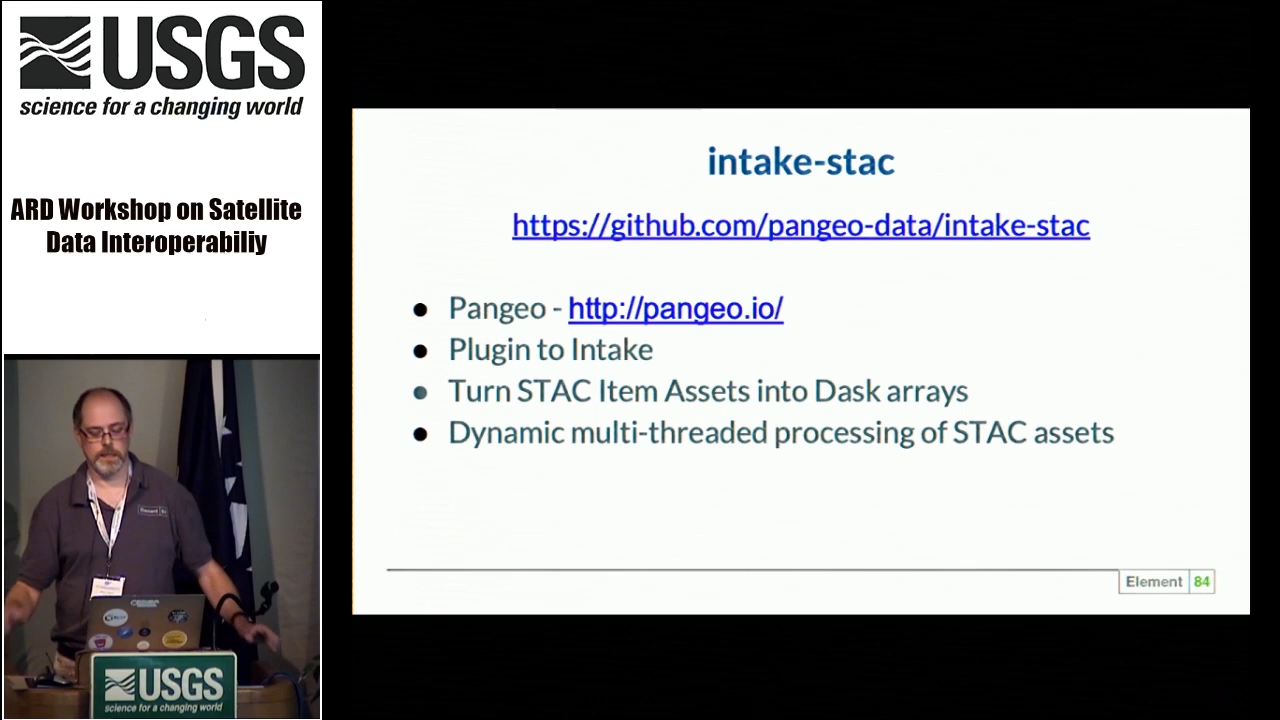 USGS
science for a changing world
ARD Workshop on Satellite
Data Interoperabiliy
intake-stac
https://github.com/pangeo-data/intake-stac
● Pangeo - http://pangeo.io/
● Plugin to Intake
● Turn STAC Item Assets into Dask arrays
● Dynamic multi-threaded processing of STAC assets
Element 84
USGS
science for a changing world